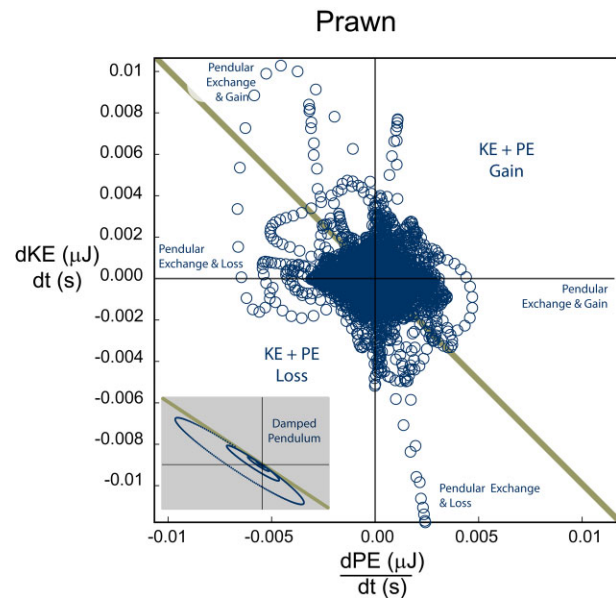 Prawn
0.01
0.008
0.006
0.004
0.002
0.000
-0.002
-0.004
-0.006
-0.008
-0.01
dKE (μJ)
dt (s)
Pendular
Exchange
& Gain
KE + PE
Gain
Pendular
Exchange & Loss
Pendular
Exchange & Gain
KE + PE
Loss
Damped
Pendulum
Pendular Exchange
& Loss
-0.01
-0.005
0.00
0.005
0.01
dPE (μJ)
dt (s)